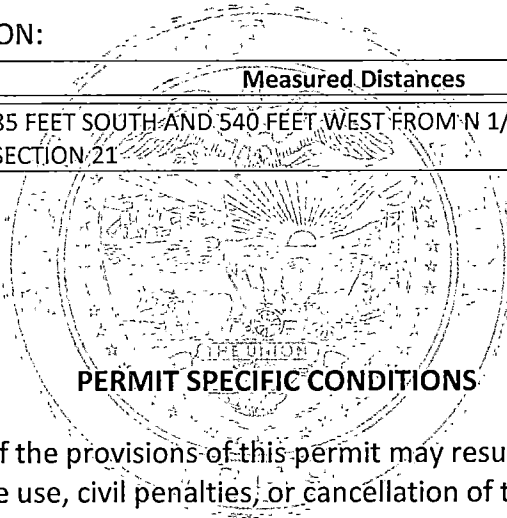 ON:
Measured Distances
85 FEET SOUTH AND 540 FEET WEST FROM N 1/
SECTION 21
THE UNION
PERMIT SPECIFIC CONDITIONS
f the provisions of this permit may resu
e use, civil penalties, or cancellation of t